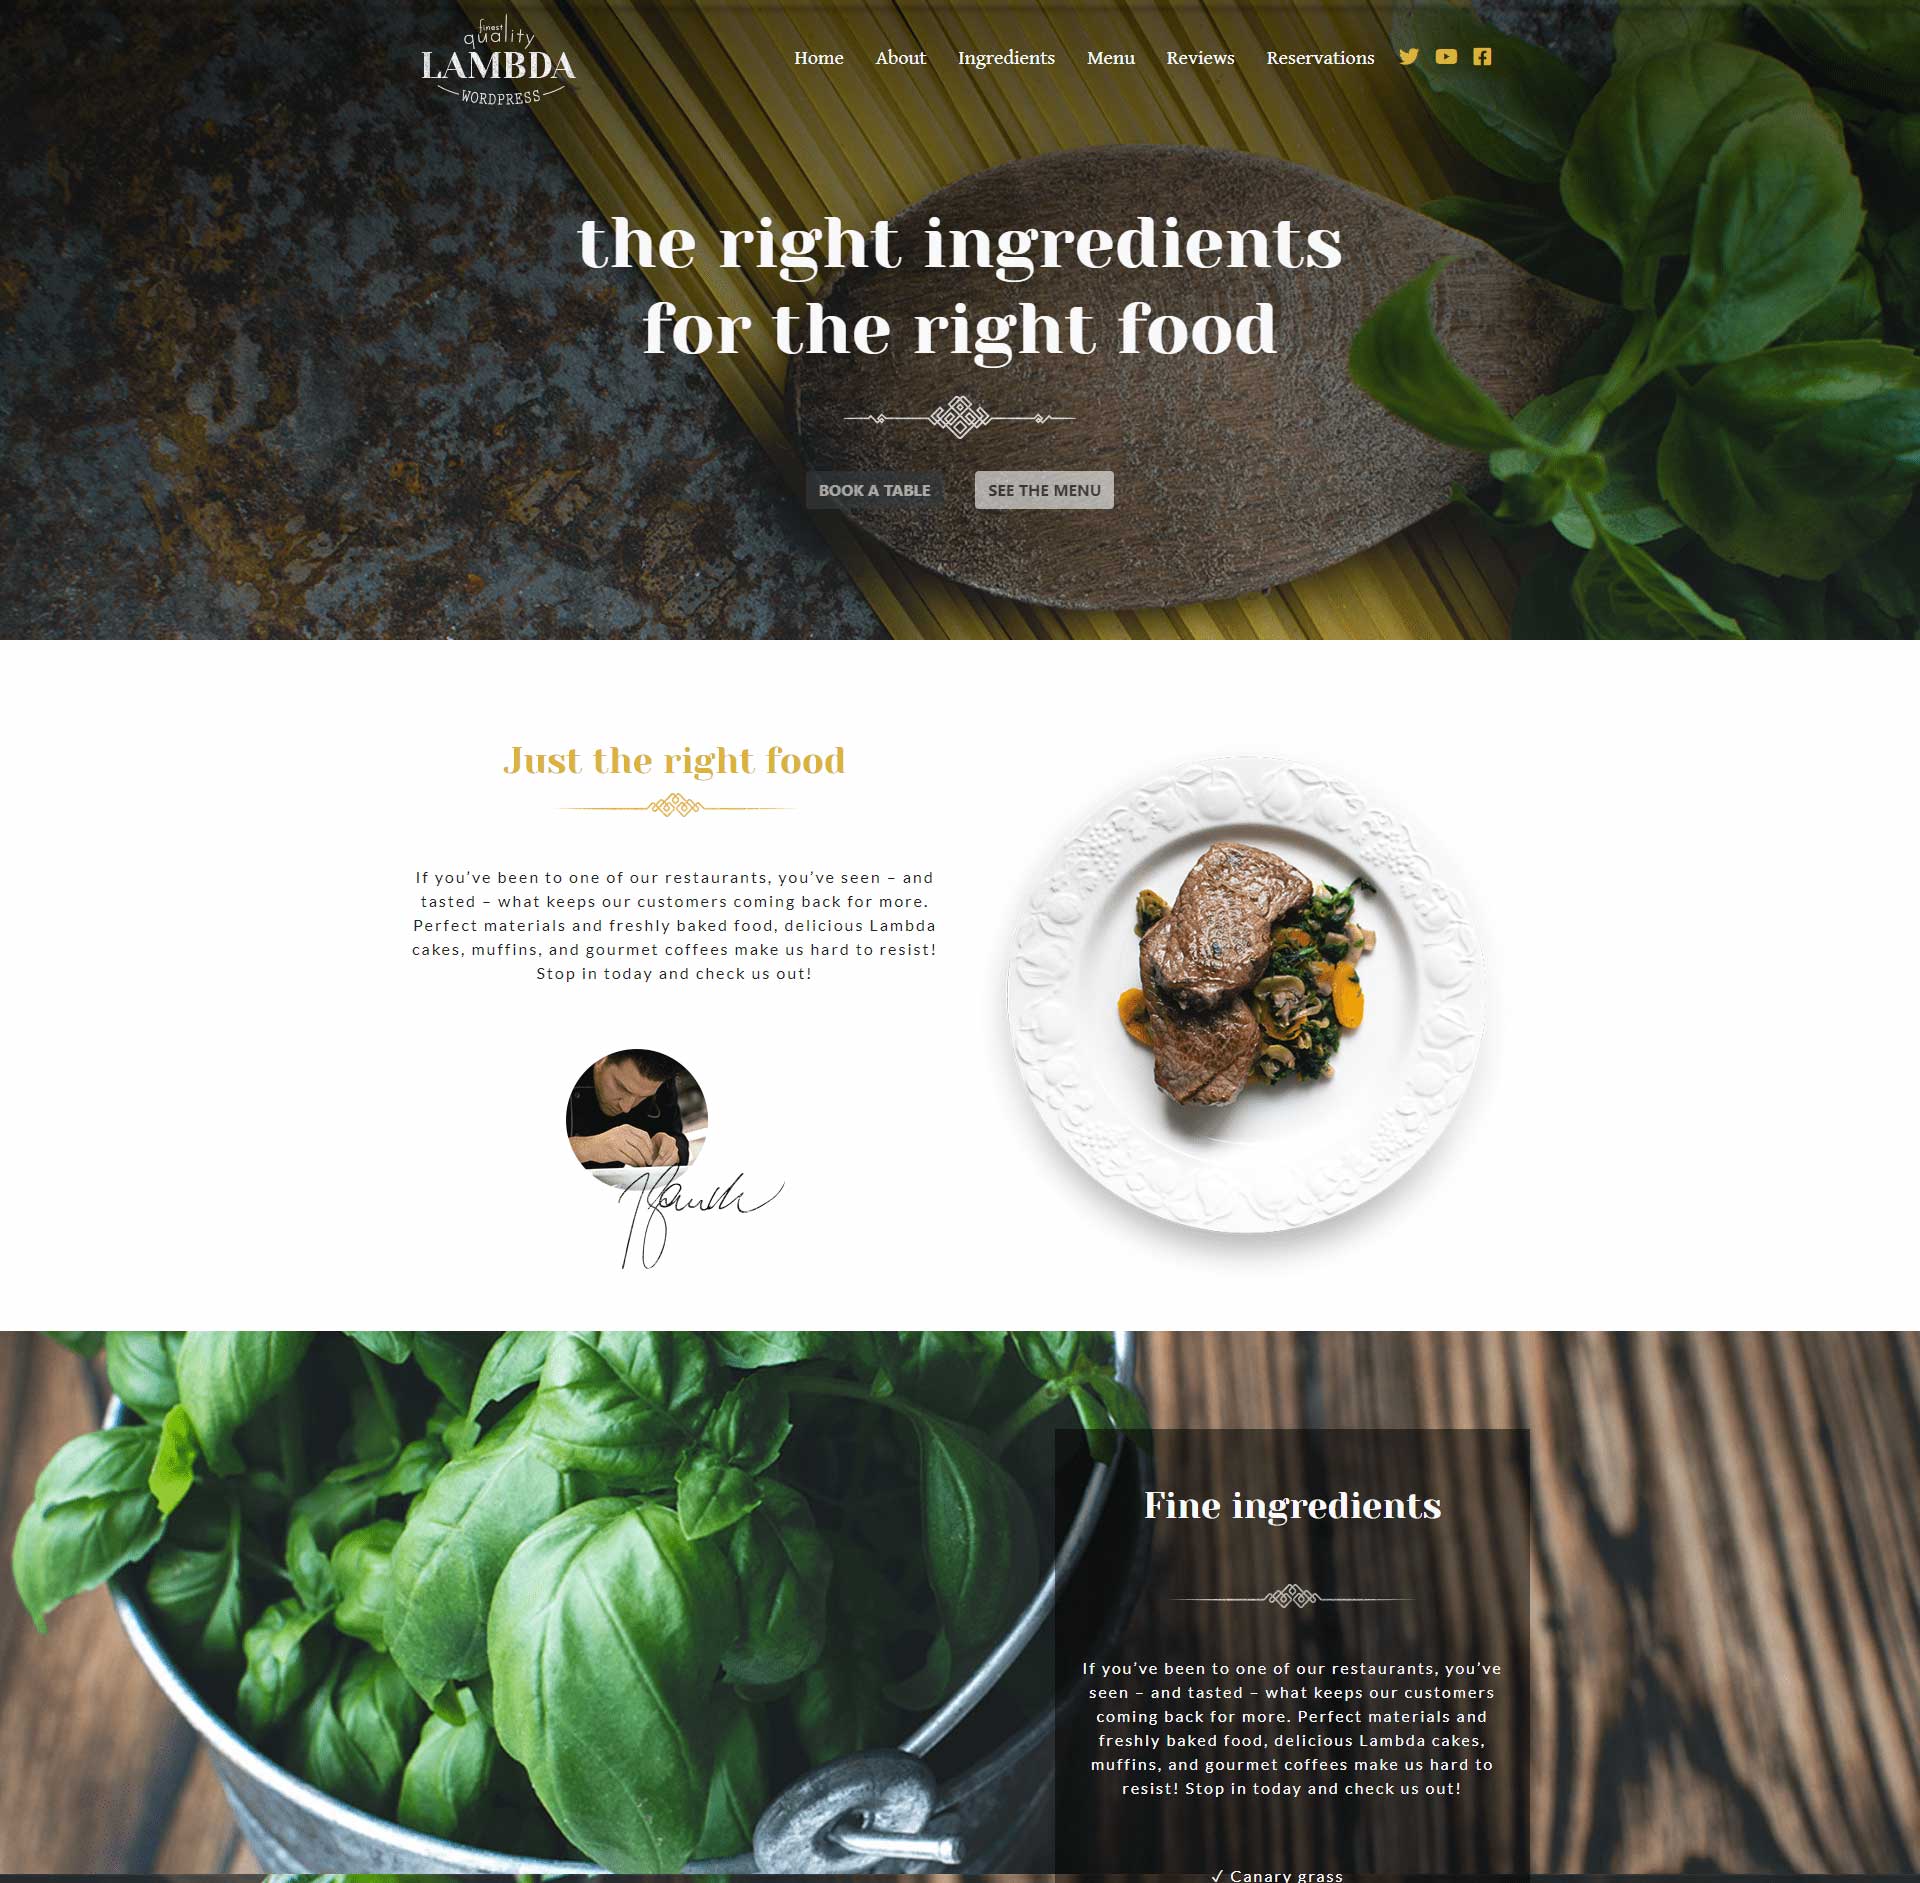 finest
quality
LAMBDA
WORDPRESS
Home About Ingredients Menu Reviews Reservations
the right ingredients
for the right food
BOOK A TABLE SEE THE MENU
Just the right food
If you’ve been to one of our restaurants, you’ve seen – and
tasted – what keeps our customers coming back for more.
Perfect materials and freshly baked food, delicious Lambda
cakes, muffins, and gourmet coffees make us hard to resist!
Stop in today and check us out!
Fine ingredients
If you’ve been to one of our restaurants, you’ve
seen – and tasted – what keeps our customers
coming back for more. Perfect materials and
freshly baked food, delicious Lambda cakes,
muffins, and gourmet coffees make us hard to
resist! Stop in today and check us out!
✓ Canary grass